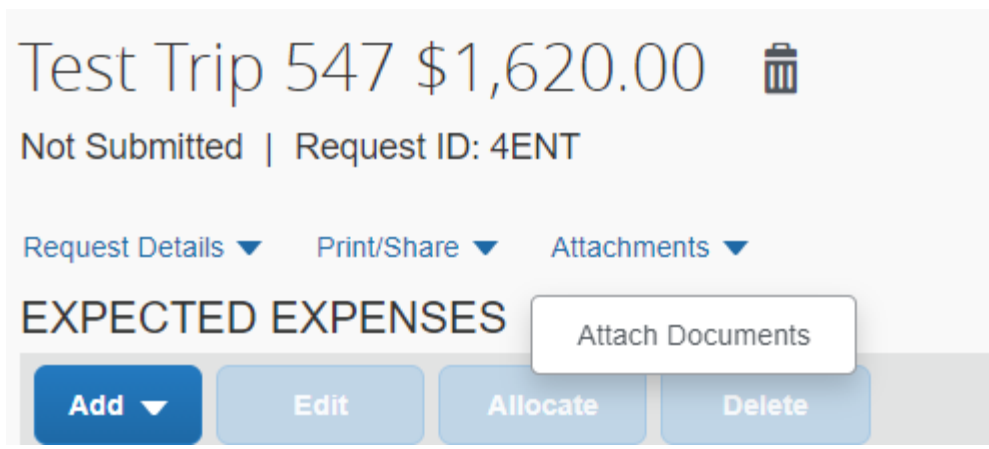 Test Trip 547 $1,620.00
Not Submitted | Request ID: 4ENT
Request Details Print/Share Attachments
EXPECTED EXPENSES
Attach Documents
Add Edit Allocate Delete